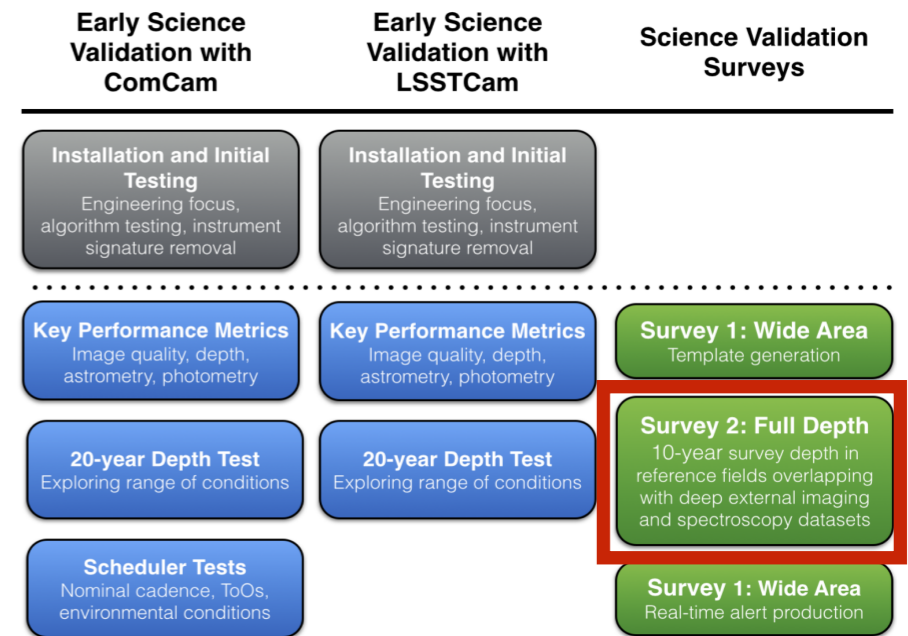 Early Science
Validation with
ComCam
Early Science
Validation with
LSSTCam
Science Validation
Surveys
Installation and Initial
Testing
Engineering focus,
algorithm testing, instrument
signature removal
Installation and Initial
Testing
Engineering focus,
algorithm testing, instrument
signature removal
Key Performance Metrics
Image quality, depth,
astrometry, photometry
Key Performance Metrics
Image quality, depth,
astrometry, photometry
Survey 1: Wide Area
Template generation
20-year Depth Test
Exploring range of conditions
20-year Depth Test
Exploring range of conditions
Survey 2: Full Depth
10-year survey depth in
reference fields overlapping
with deep external imaging
and spectroscopy datasets
Scheduler Tests
Nominal cadence, ToOs,
environmental conditions
Survey 1: Wide Area
Real-time alert production